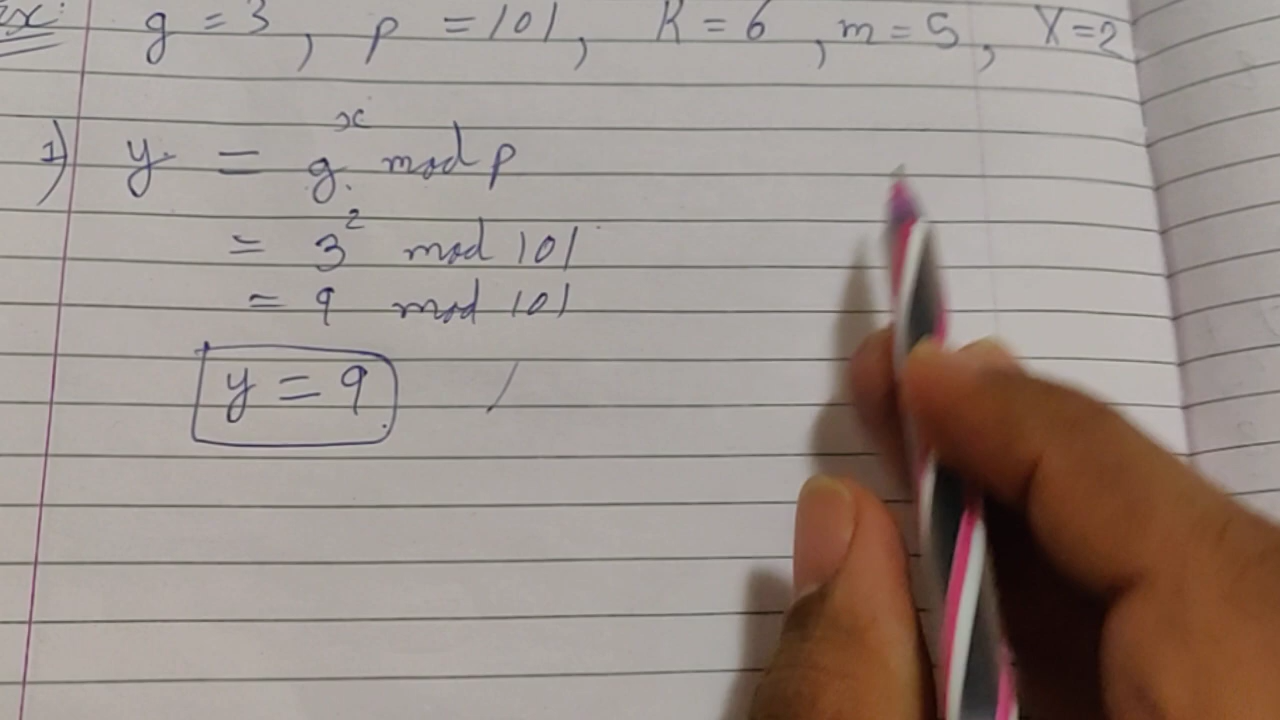 Ex: g = 3, p = 101, K = 6, m = 5, X = 2
1) y = g^x mod p
= 3^2 mod 101
= 9 mod 101
y = 9